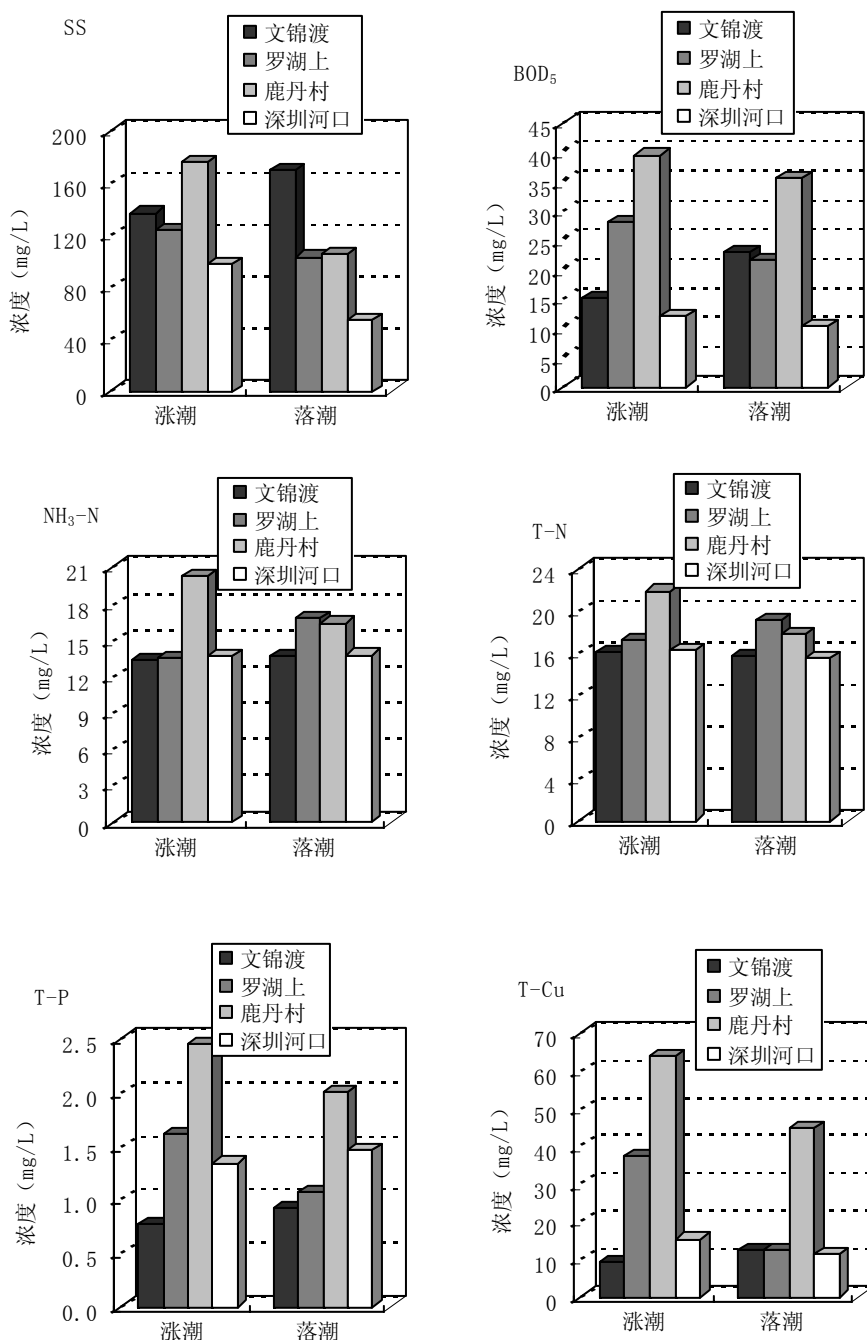 SS
文锦渡
罗湖上
鹿丹村
深圳河口
浓度（mg/L）
200
160
120
80
40
0
涨潮
落潮
BOD₅
文锦渡
罗湖上
鹿丹村
深圳河口
浓度（mg/L）
45
40
35
30
25
20
15
10
5
0
涨潮
落潮
NH₃-N
文锦渡
罗湖上
鹿丹村
深圳河口
浓度（mg/L）
21
18
15
12
9
6
3
0
涨潮
落潮
T-N
文锦渡
罗湖上
鹿丹村
深圳河口
浓度（mg/L）
24
20
16
12
8
4
0
涨潮
落潮
T-P
文锦渡
罗湖上
鹿丹村
深圳河口
浓度（mg/L）
2.5
2.0
1.5
1.0
0.5
0.0
涨潮
落潮
T-Cu
文锦渡
罗湖上
鹿丹村
深圳河口
浓度（mg/L）
70
60
50
40
30
20
10
0
涨潮
落潮